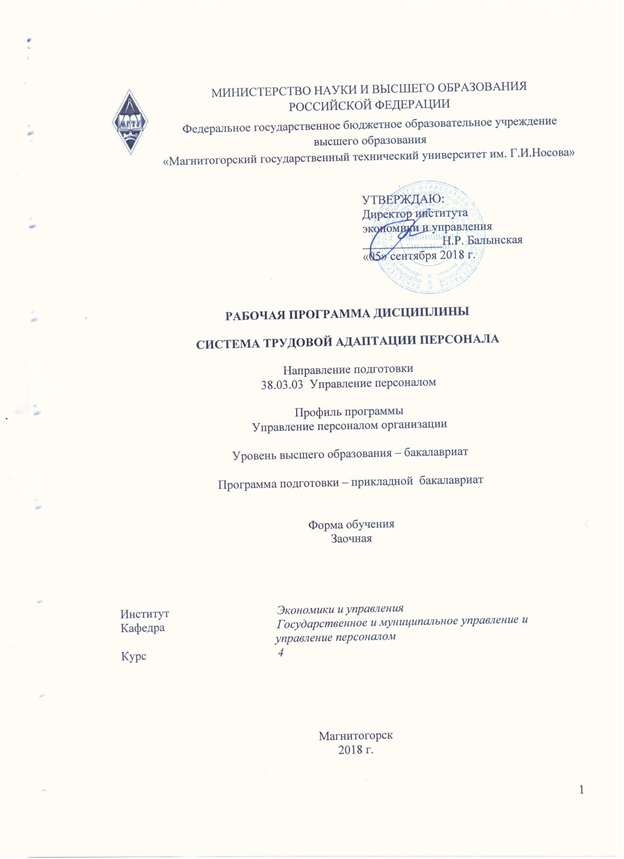 МИНИСТЕРСТВО НАУКИ И ВЫСШЕГО ОБРАЗОВАНИЯ
РОССИЙСКОЙ ФЕДЕРАЦИИ
Федеральное государственное бюджетное образовательное учреждение
высшего образования
«Магнитогорский государственный технический университет им. Г.И.Носова»
МГТУ
УТВЕРЖДАЮ:
Директор института
экономики и управления
Н.Р. Балынская
«05» сентября 2018 г.
РАБОЧАЯ ПРОГРАММА ДИСЦИПЛИНЫ
СИСТЕМА ТРУДОВОЙ АДАПТАЦИИ ПЕРСОНАЛА
Направление подготовки
38.03.03 Управление персоналом
Профиль программы
Управление персоналом организации
Уровень высшего образования – бакалавриат
Программа подготовки – прикладной бакалавриат
Форма обучения
Заочная
Институт Экономики и управления
Кафедра Государственное и муниципальное управление и
управление персоналом
Курс 4
Магнитогорск
2018 г.
1